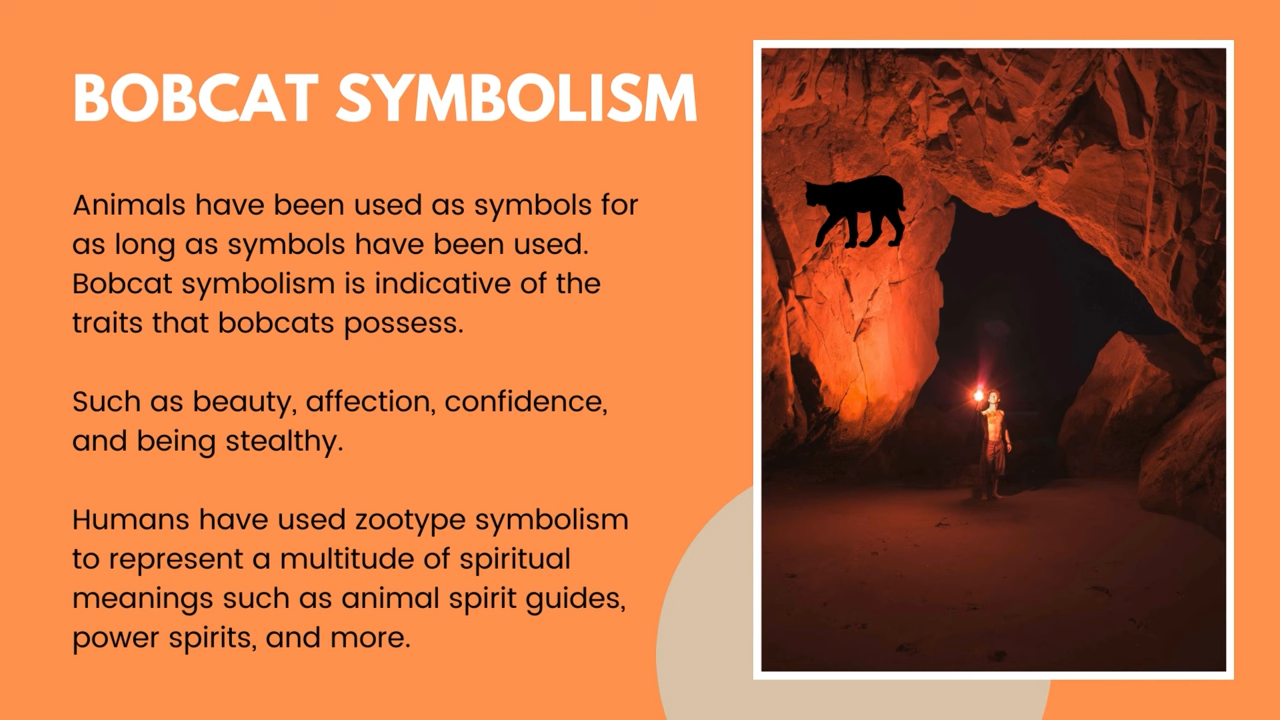 BOBCAT SYMBOLISM
Animals have been used as symbols for
as long as symbols have been used.
Bobcat symbolism is indicative of the
traits that bobcats possess.
Such as beauty, affection, confidence,
and being stealthy.
Humans have used zootype symbolism
to represent a multitude of spiritual
meanings such as animal spirit guides,
power spirits, and more.